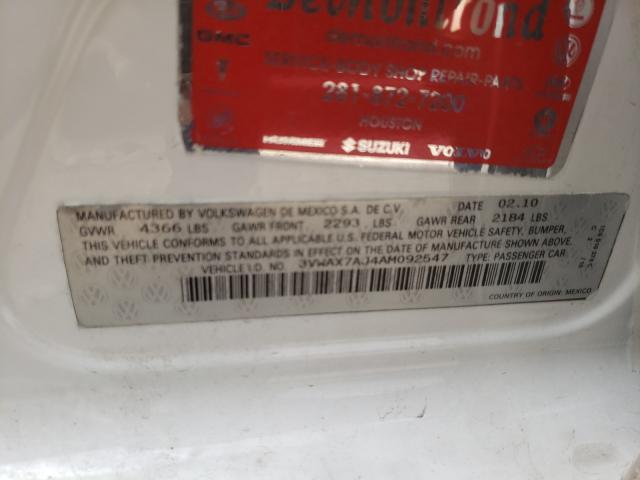 DeMontrond
GMC
demontrond.com
SERVICE-BODY SHOP REPAIR-PARTS
281-872-7200
HOUSTON
HUMMER SUZUKI VOLVO
MANUFACTURED BY VOLKSWAGEN DE MEXICO S.A. DE C.V. DATE 02.10
GVWR 4366 LBS GAWR FRONT 2293 LBS GAWR REAR 2184 LBS
THIS VEHICLE CONFORMS TO ALL APPLICABLE U.S. FEDERAL MOTOR VEHICLE SAFETY, BUMPER,
AND THEFT PREVENTION STANDARDS IN EFFECT ON THE DATE OF MANUFACTURE SHOWN ABOVE.
VEHICLE I.D. NO.: 3VWAX7AJ4AM092547 TYPE: PASSENGER CAR
COUNTRY OF ORIGIN: MEXICO